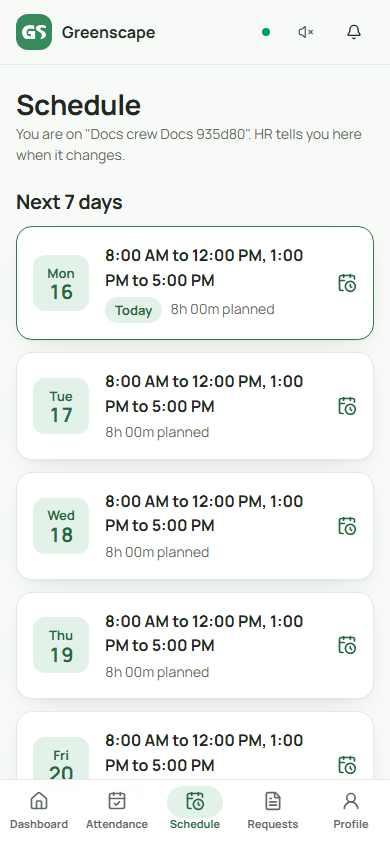 GS Greenscape
Schedule
You are on "Docs crew Docs 935d80". HR tells you here
when it changes.
Next 7 days
Mon
16
8:00 AM to 12:00 PM, 1:00
PM to 5:00 PM
Today 8h 00m planned
Tue
17
8:00 AM to 12:00 PM, 1:00
PM to 5:00 PM
8h 00m planned
Wed
18
8:00 AM to 12:00 PM, 1:00
PM to 5:00 PM
8h 00m planned
Thu
19
8:00 AM to 12:00 PM, 1:00
PM to 5:00 PM
8h 00m planned
Fri
20
8:00 AM to 12:00 PM, 1:00
PM to 5:00 PM
Dashboard Attendance Schedule Requests Profile